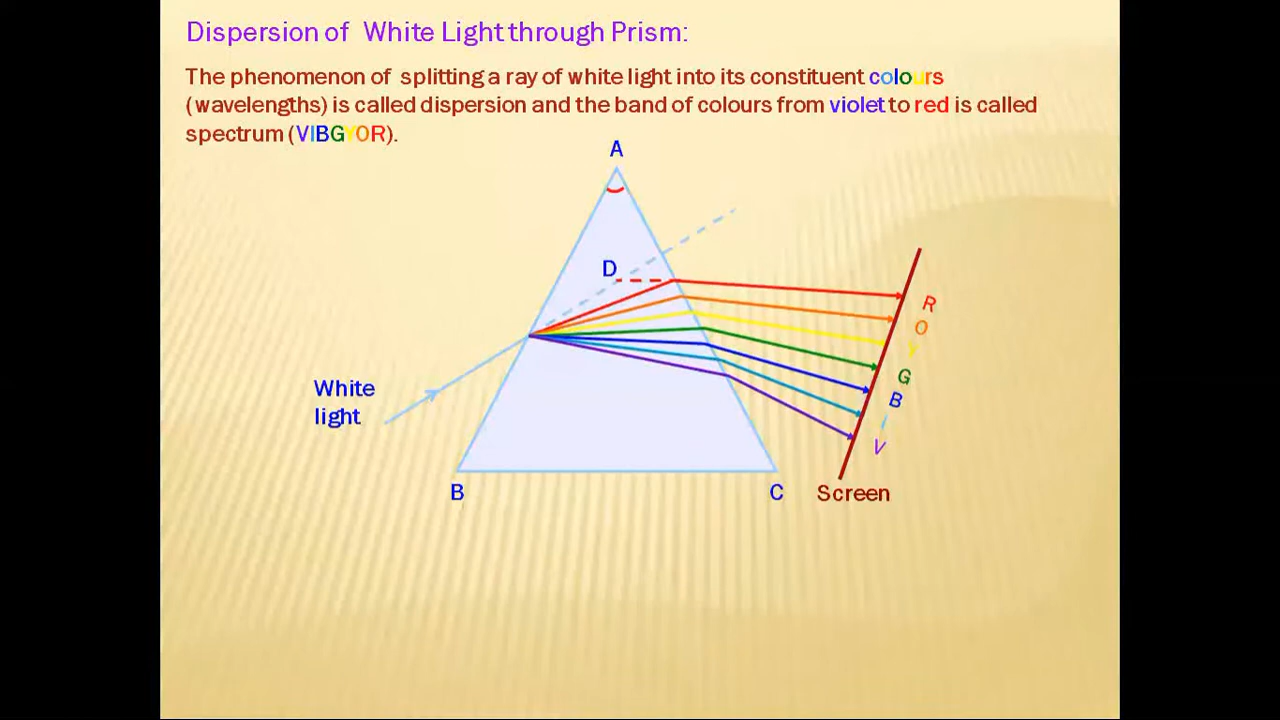 Dispersion of White Light through Prism:
The phenomenon of splitting a ray of white light into its constituent colours
(wavelengths) is called dispersion and the band of colours from violet to red is called
spectrum (VIBGYOR).
A
D
R
O
Y
G
B
I
V
White
light
B
C
Screen